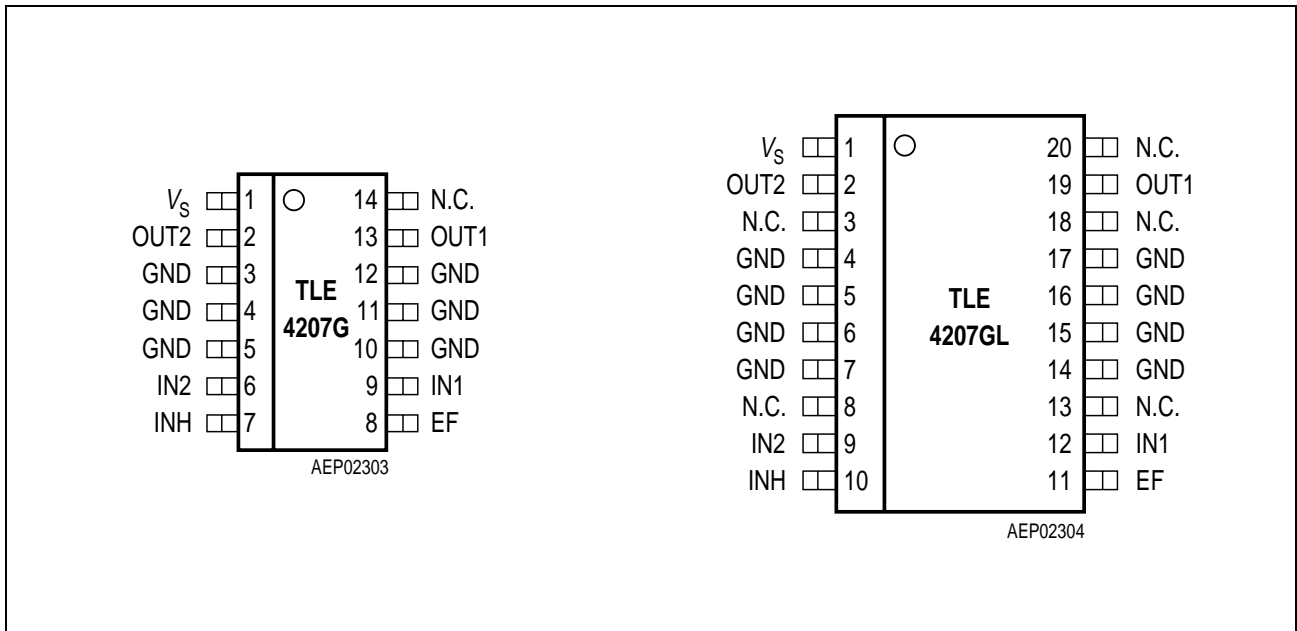 VS 1 14 N.C.
OUT2 2 13 OUT1
GND 3 12 GND
TLE
GND 4 11 GND
4207G
GND 5 10 GND
IN2 6 9 IN1
INH 7 8 EF
AEP02303
VS 1 20 N.C.
OUT2 2 19 OUT1
N.C. 3 18 N.C.
GND 4 17 GND
GND 5 TLE 16 GND
GND 6 4207GL 15 GND
GND 7 14 GND
N.C. 8 13 N.C.
IN2 9 12 IN1
INH 10 11 EF
AEP02304